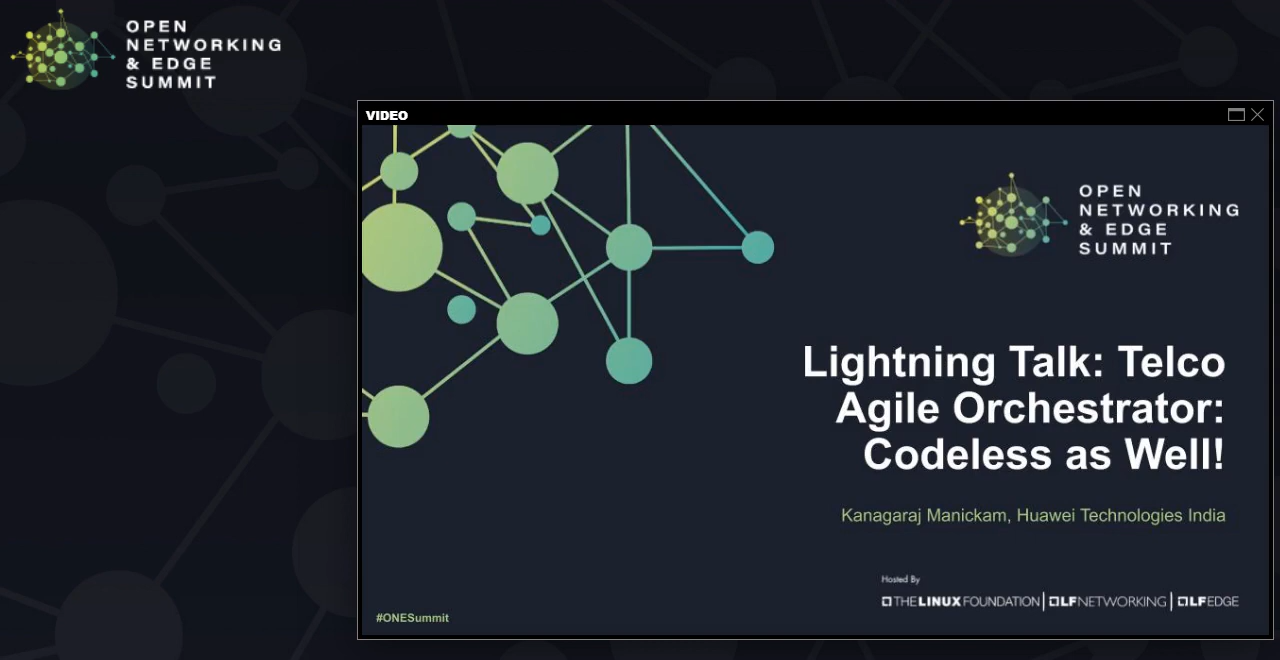 OPEN
NETWORKING
& EDGE
SUMMIT
VIDEO
OPEN
NETWORKING
& EDGE
SUMMIT
Lightning Talk: Telco
Agile Orchestrator:
Codeless as Well!
Kanagaraj Manickam, Huawei Technologies India
Hosted By
THE LINUX FOUNDATION | LF NETWORKING | LF EDGE
#ONESummit